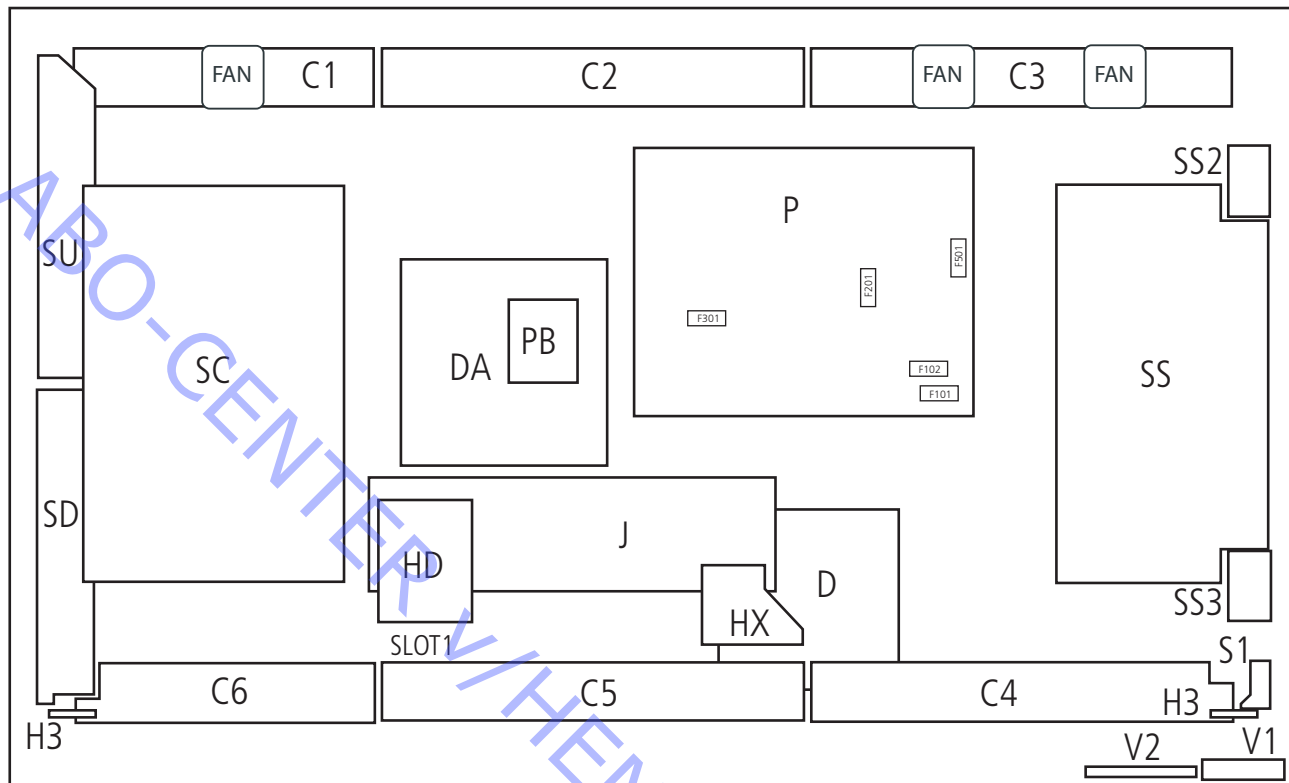 FAN
C1
C2
FAN
C3
FAN
SS2
P
SU
F501
F201
F301
PB
SC
DA
F102
SS
F101
SD
J
HD
D
SS3
HX
SLOT1
S1
C6
C5
C4
H3
H3
V2
V1
ABO-CENTER v/HEN